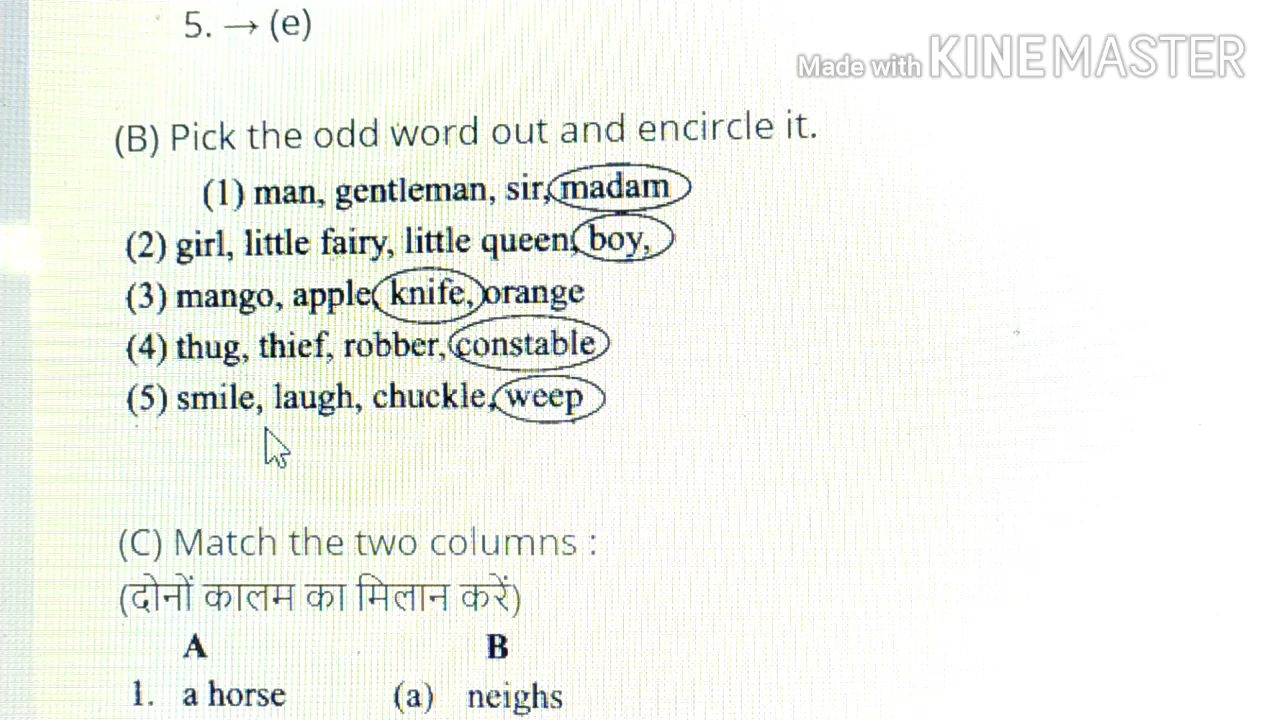 5. → (e)
Made with KINEMASTER
(B) Pick the odd word out and encircle it.
(1) man, gentleman, sir, madam
(2) girl, little fairy, little queen, boy,
(3) mango, apple, knife, orange
(4) thug, thief, robber, constable
(5) smile, laugh, chuckle, weep
(C) Match the two columns :
(दोनों कालम का मिलान करें)
A B
1. a horse (a) neighs